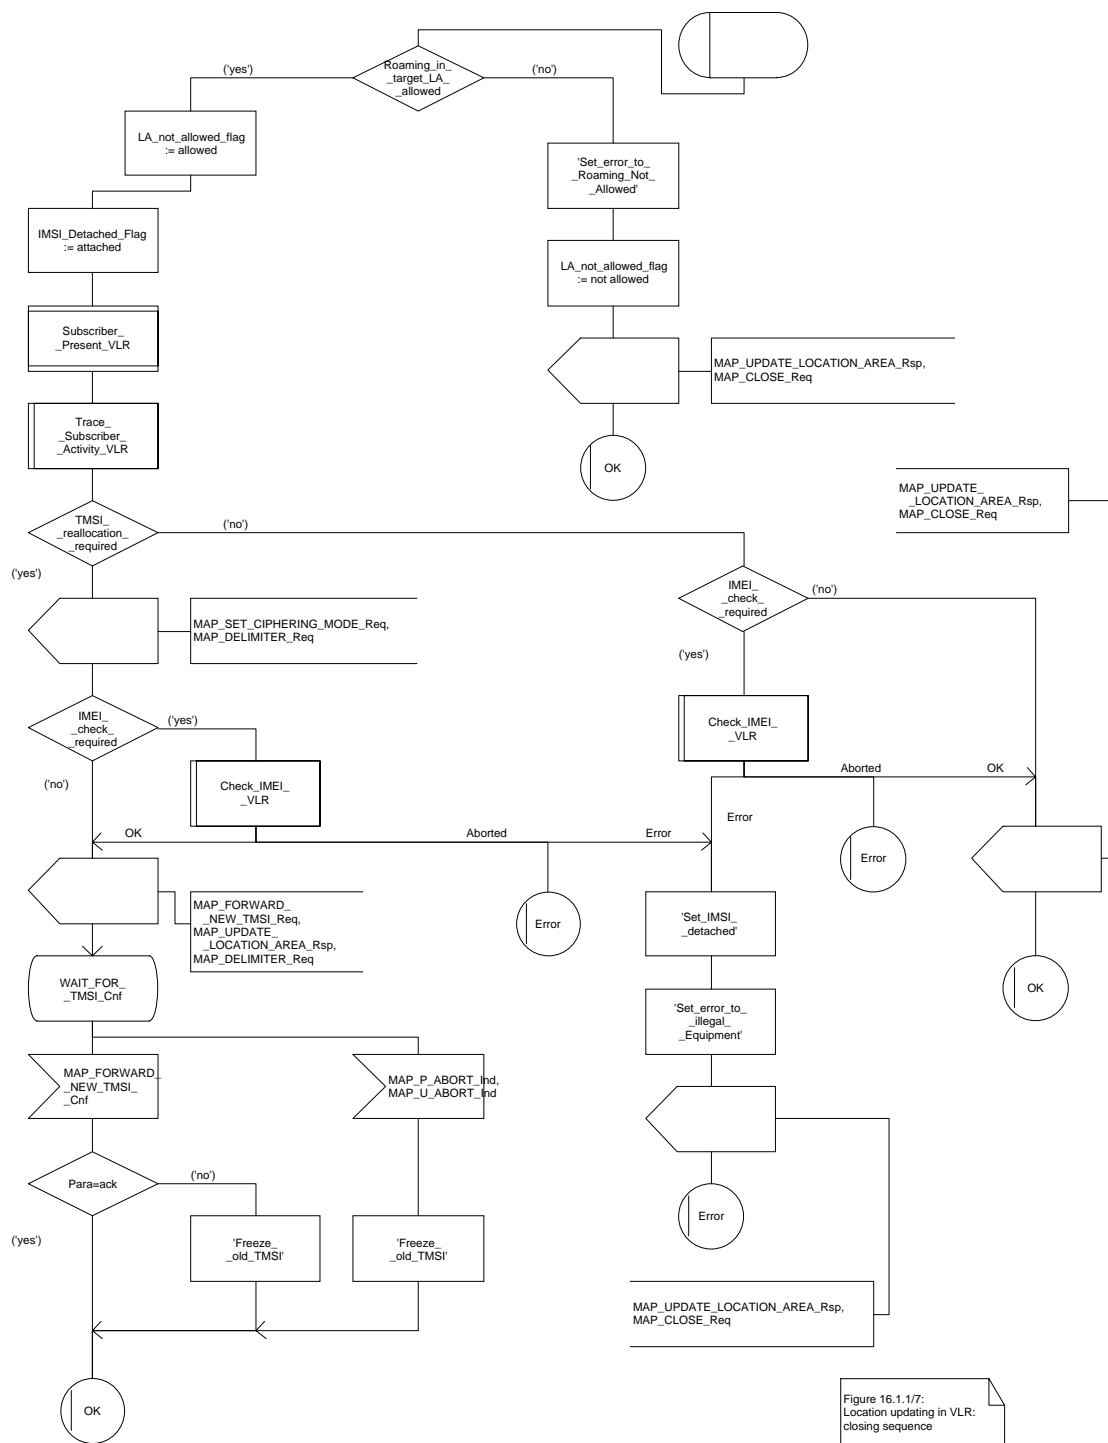 Roaming_in_
_target_LA_
_allowed
('yes')
('no')
LA_not_allowed_flag
:= allowed
'Set_error_to_
_Roaming_Not_
_Allowed'
IMSI_Detached_Flag
:= attached
LA_not_allowed_flag
:= not allowed
Subscriber_
_Present_VLR
MAP_UPDATE_LOCATION_AREA_Rsp,
MAP_CLOSE_Req
Trace_
_Subscriber_
_Activity_VLR
OK
MAP_UPDATE_
_LOCATION_AREA_Rsp,
MAP_CLOSE_Req
TMSI_
_reallocation_
_required
('no')
('yes')
IMEI_
_check_
_required
('no')
MAP_SET_CIPHERING_MODE_Req,
MAP_DELIMITER_Req
('yes')
IMEI_
_check_
_required
('yes')
('no')
Check_IMEI_
_VLR
Check_IMEI_
_VLR
Aborted
OK
Error
OK
Aborted
Error
Error
MAP_FORWARD_
_NEW_TMSI_Req,
MAP_UPDATE_
_LOCATION_AREA_Rsp,
MAP_DELIMITER_Req
Error
'Set_IMSI_
_detached'
WAIT_FOR_
_TMSI_Cnf
OK
'Set_error_to_
_illegal_
_Equipment'
MAP_FORWARD_
_NEW_TMSI_
_Cnf
MAP_P_ABORT_Ind,
MAP_U_ABORT_Ind
Para=ack
('no')
('yes')
Error
'Freeze_
_old_TMSI'
'Freeze_
_old_TMSI'
MAP_UPDATE_LOCATION_AREA_Rsp,
MAP_CLOSE_Req
OK
Figure 16.1.1/7:
Location updating in VLR:
closing sequence